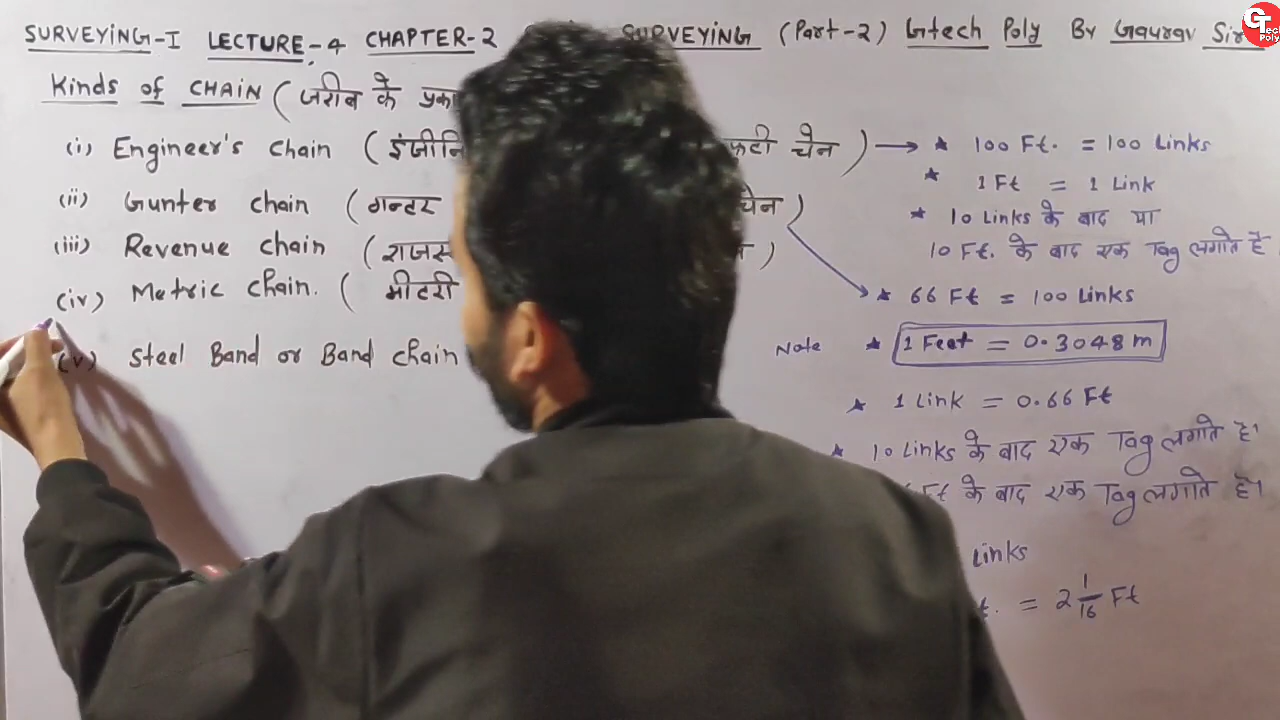 SURVEYING-I LECTURE-4 CHAPTER-2 SURVEYING (Part-2) Gtech Poly By Gaurav Sir
GTec Poly
Kinds of CHAIN (जरीब के
(i) Engineer's chain ( चेन ) → * 100 Ft. = 100 Links
* 1 Ft = 1 Link
(ii) Gunter chain (गन्टर चेन)
* 10 Links के बाद या
10 Ft. के बाद एक Tag लगाते है
(iii) Revenue chain ( )
(iv) Metric chain. ( मीटरी
* 66 Ft = 100 Links
Note * 1 Feet = 0.3048 m
(v) Steel Band or Band chain
* 1 Link = 0.66 Ft
* 10 Links के बाद एक Tag लगाते है।
Ft के बाद एक Tag लगाते है।
Links
= 2 1/16 Ft